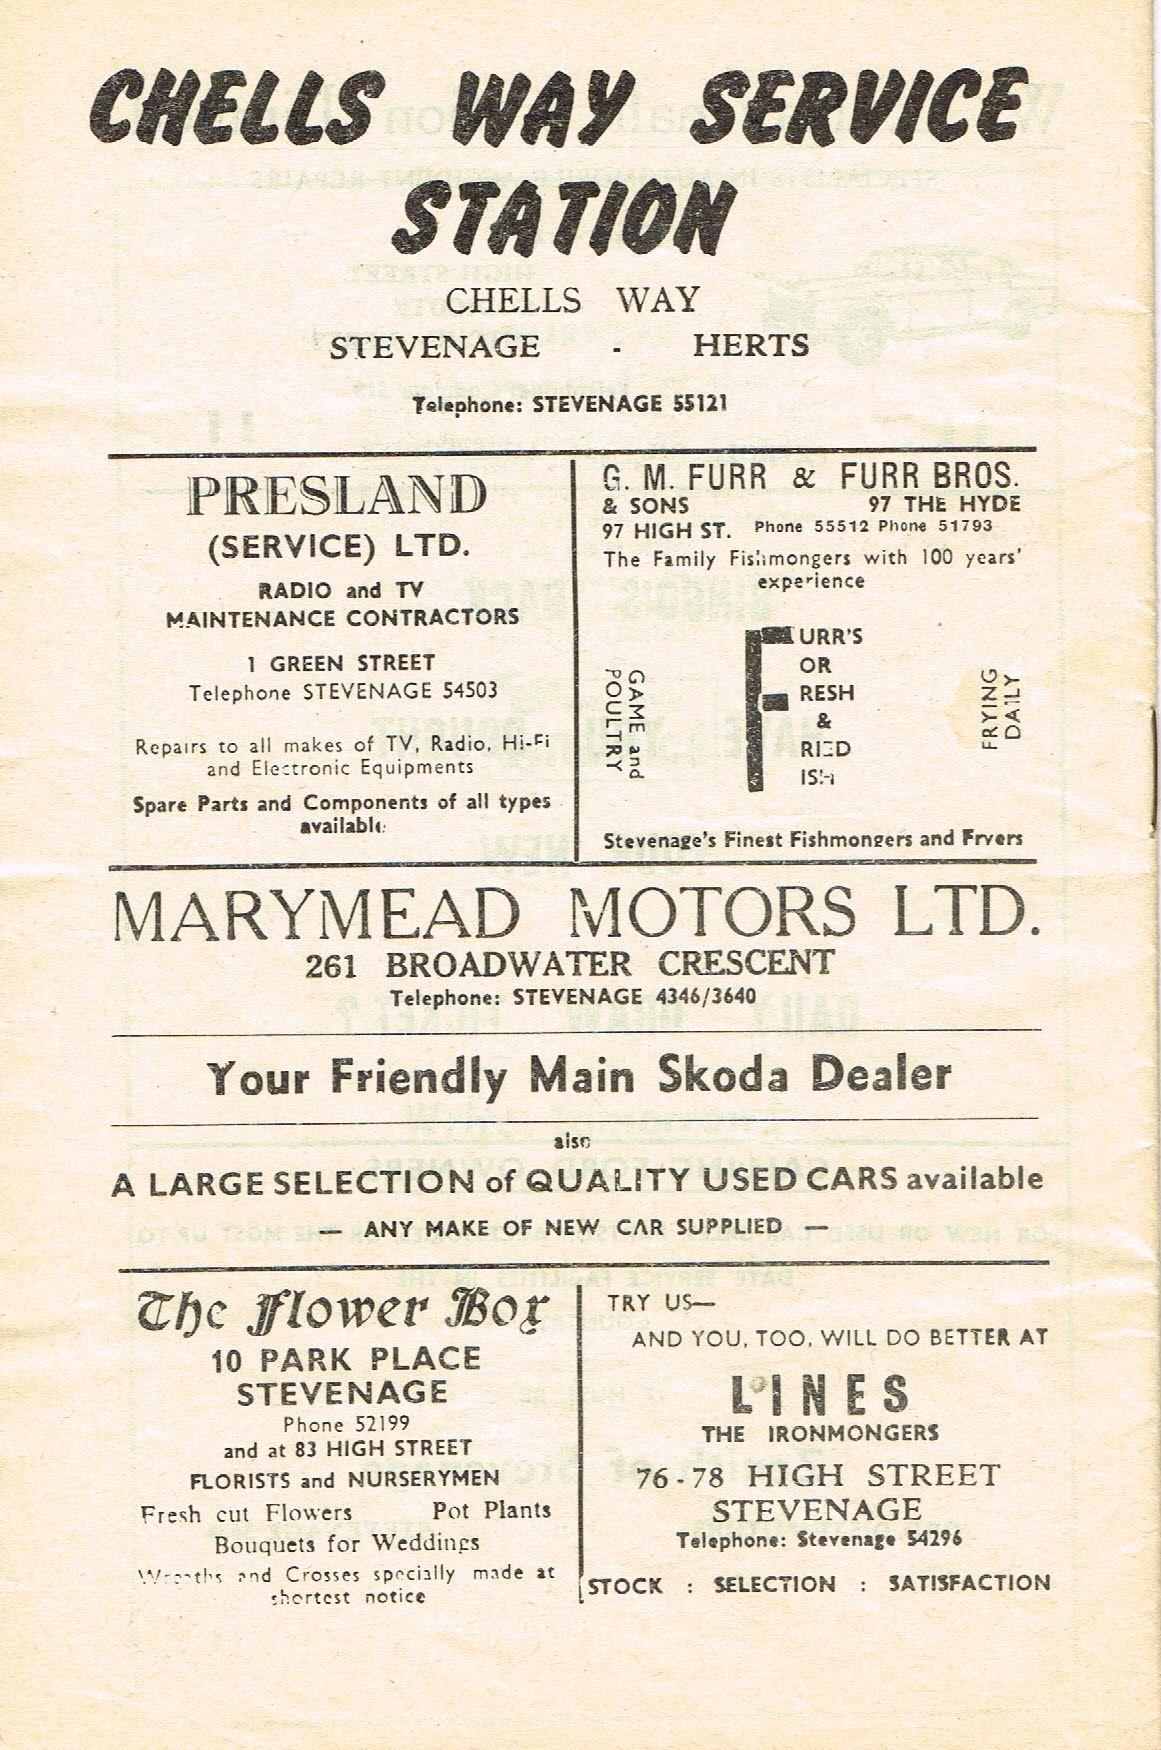 CHELLS WAY SERVICE
STATION
CHELLS WAY
STEVENAGE - HERTS
Telephone: STEVENAGE 55121
PRESLAND
(SERVICE) LTD.
RADIO and TV
MAINTENANCE CONTRACTORS
1 GREEN STREET
Telephone STEVENAGE 54503
Repairs to all makes of TV, Radio, Hi-Fi
and Electronic Equipments
Spare Parts and Components of all types
available
G. M. FURR & FURR BROS.
& SONS 97 THE HYDE
97 HIGH ST. Phone 55512 Phone 51793
The Family Fishmongers with 100 years'
experience
GAME and
POULTRY
FURR'S
OR
RESH
&
RIED
ISH
FRYING
DAILY
Stevenage's Finest Fishmongers and Fryers
MARYMEAD MOTORS LTD.
261 BROADWATER CRESCENT
Telephone: STEVENAGE 4346/3640
Your Friendly Main Skoda Dealer
also
A LARGE SELECTION of QUALITY USED CARS available
— ANY MAKE OF NEW CAR SUPPLIED —
The Flower Box
10 PARK PLACE
STEVENAGE
Phone 52199
and at 83 HIGH STREET
FLORISTS and NURSERYMEN
Fresh cut Flowers Pot Plants
Bouquets for Weddings
Wreaths and Crosses specially made at
shortest notice
TRY US—
AND YOU, TOO, WILL DO BETTER AT
LINES
THE IRONMONGERS
76-78 HIGH STREET
STEVENAGE
Telephone: Stevenage 54296
STOCK : SELECTION : SATISFACTION